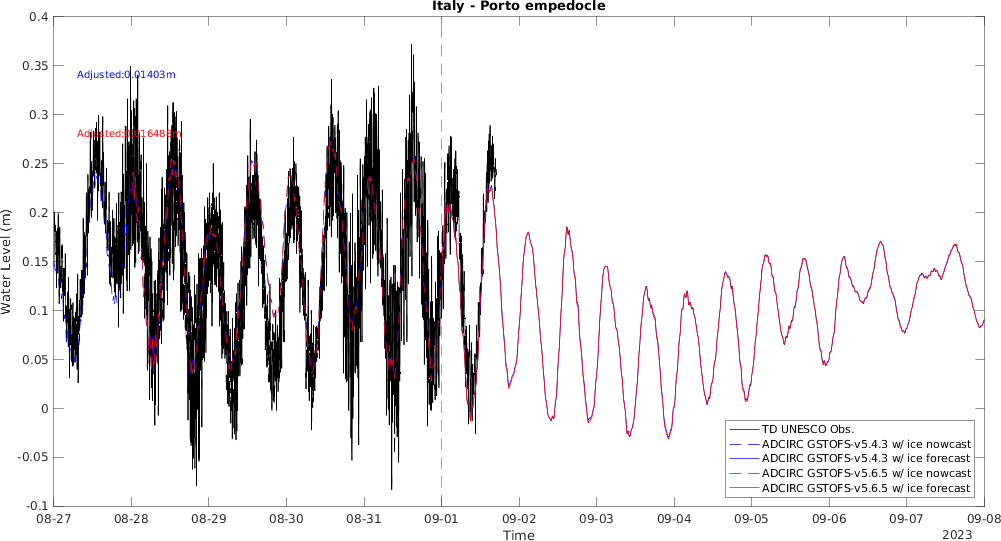 Italy - Porto empedocle
0.4
0.35
0.3
0.25
0.2
0.15
0.1
0.05
0
-0.05
-0.1
Water Level (m)
Adjusted:0.01403m
TD UNESCO Obs.
ADCIRC GSTOFS-v5.4.3 w/ ice nowcast
ADCIRC GSTOFS-v5.4.3 w/ ice forecast
ADCIRC GSTOFS-v5.6.5 w/ ice nowcast
ADCIRC GSTOFS-v5.6.5 w/ ice forecast
08-27 08-28 08-29 08-30 08-31 09-01 09-02 09-03 09-04 09-05 09-06 09-07 09-08
Time
2023